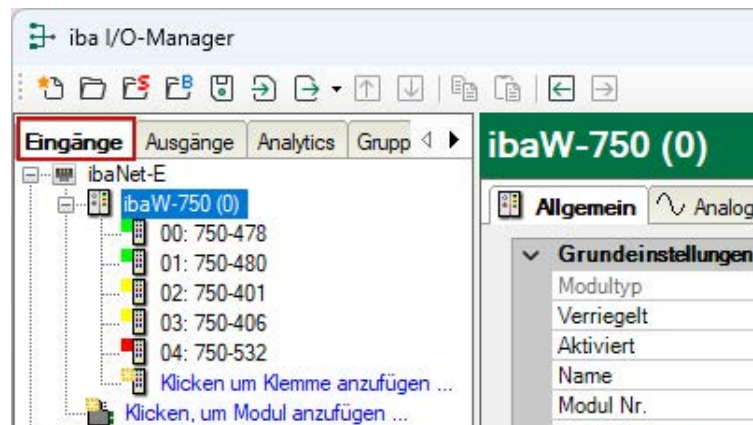 iba I/O-Manager
Eingänge Ausgänge Analytics Grupp
ibaNet-E
ibaW-750 (0)
00: 750-478
01: 750-480
02: 750-401
03: 750-406
04: 750-532
Klicken um Klemme anzufügen ...
Klicken, um Modul anzufügen ...
ibaW-750 (0)
Allgemein Analog
Grundeinstellungen
Modultyp
Verriegelt
Aktiviert
Name
Modul Nr.